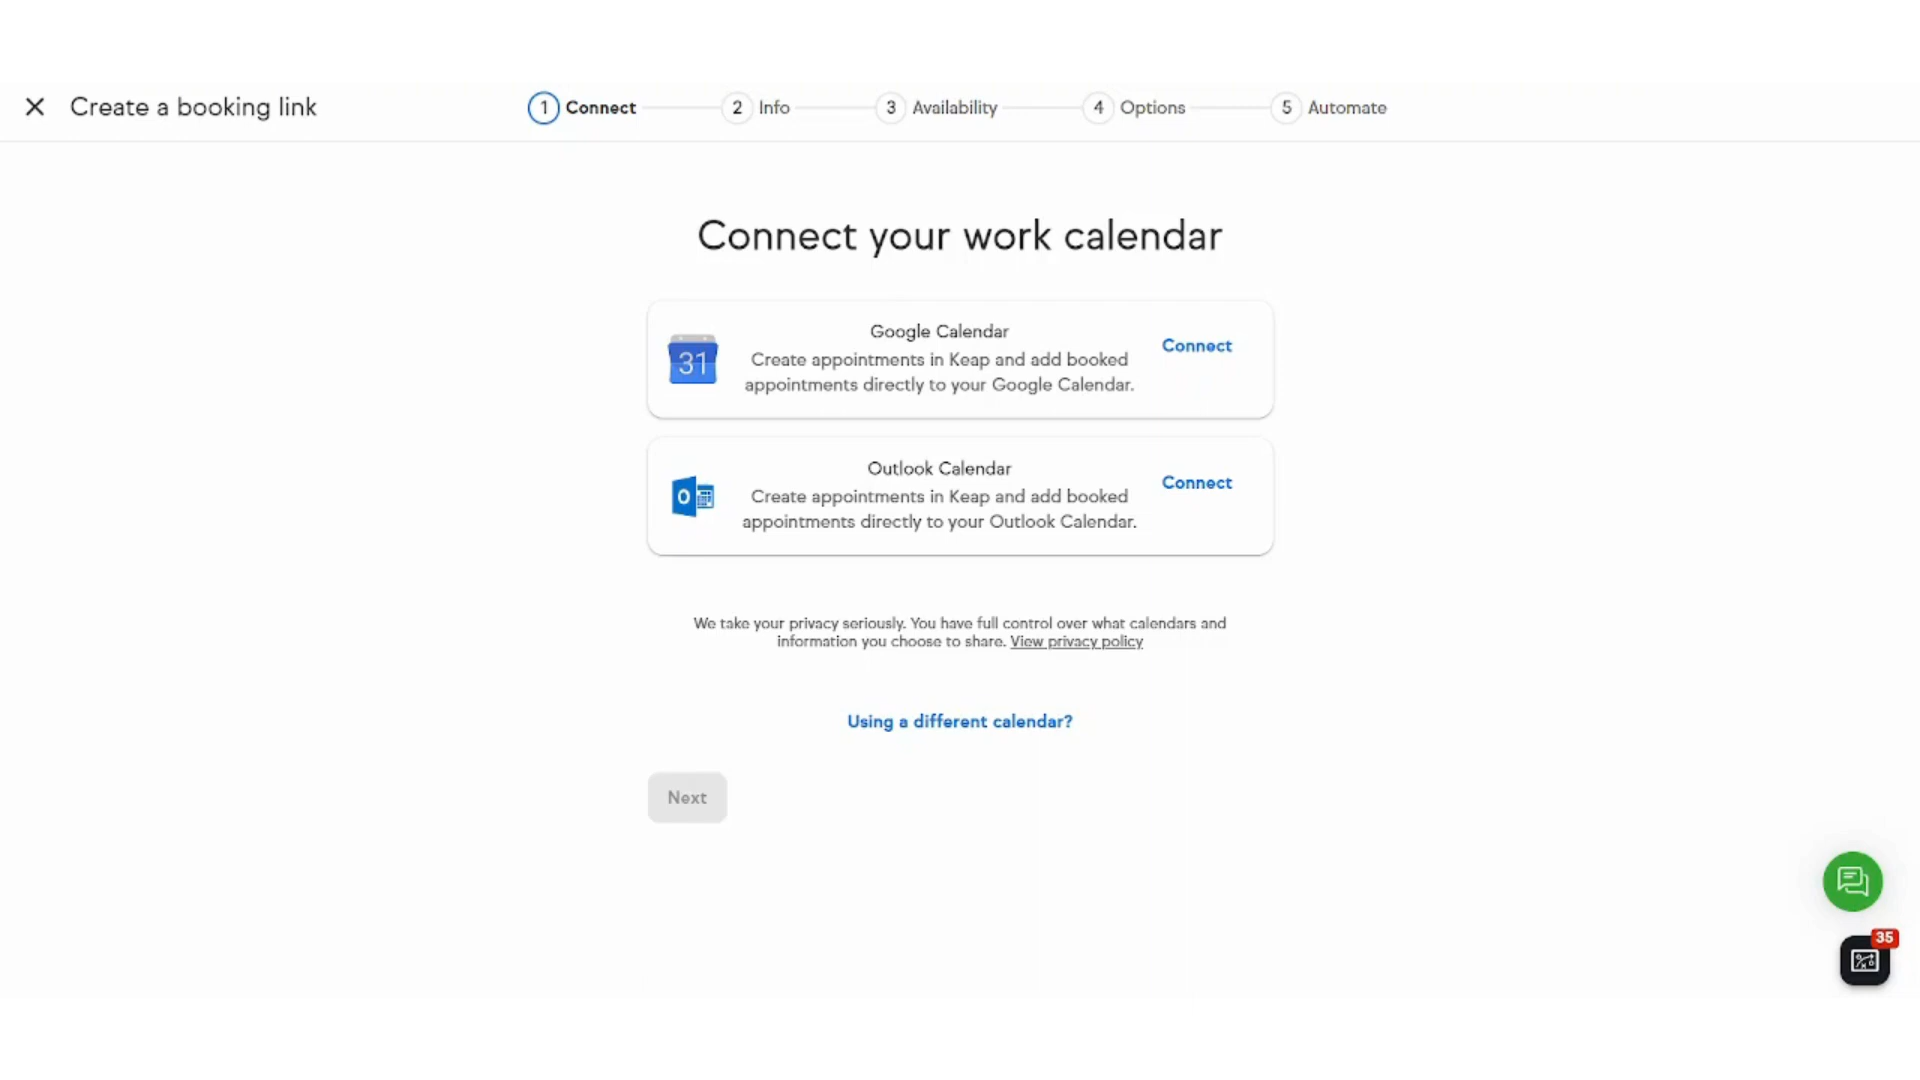 Create a booking link
1 Connect
2 Info
3 Availability
4 Options
5 Automate
Connect your work calendar
31
Google Calendar
Create appointments in Keap and add booked
appointments directly to your Google Calendar.
Connect
O
Outlook Calendar
Create appointments in Keap and add booked
appointments directly to your Outlook Calendar.
Connect
We take your privacy seriously. You have full control over what calendars and
information you choose to share. View privacy policy
Using a different calendar?
Next
35